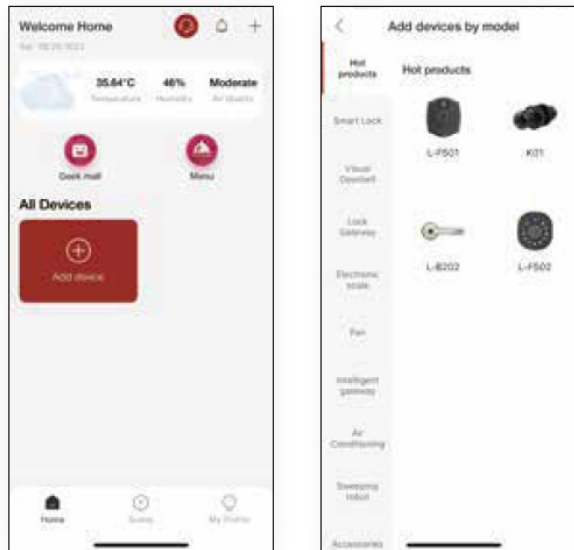 Welcome Home
35.64°C 46% Moderate
Temperature Humidity Air Quality
Geek mall Menu
All Devices
Add device
Home Scene My Profile
Add devices by model
Hot products
Hot products
Smart Lock
L-F501 K01
Visual Doorbell
Lock Gateway
L-B202 L-F502
Electronic scale
Fan
Intelligent gateway
Air Conditioning
Sweeping robot
Accessories